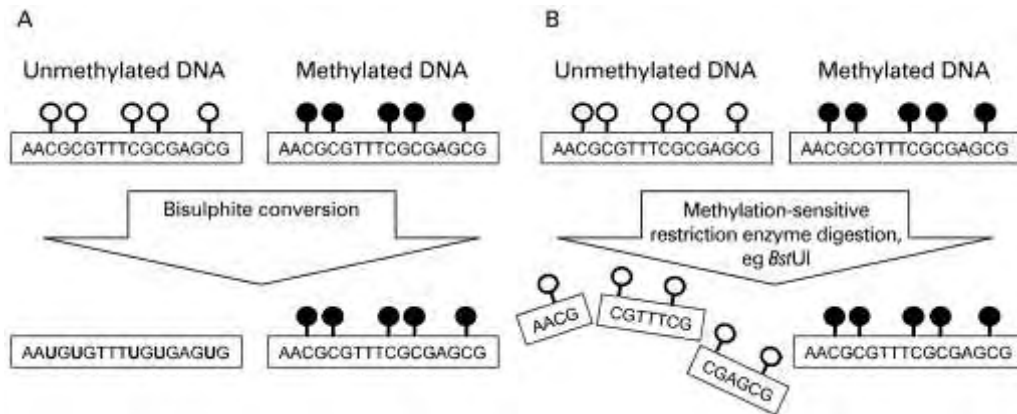 A
Unmethylated DNA
Methylated DNA
AACGCGTTTCGCGAGCG
AACGCGTTTCGCGAGCG
Bisulphite conversion
AAUGUGTTTUGUGAGUG
AACGCGTTTCGCGAGCG
B
Unmethylated DNA
Methylated DNA
AACGCGTTTCGCGAGCG
AACGCGTTTCGCGAGCG
Methylation-sensitive
restriction enzyme digestion,
eg BstUI
AACG
CGTTTCG
CGAGCG
AACGCGTTTCGCGAGCG